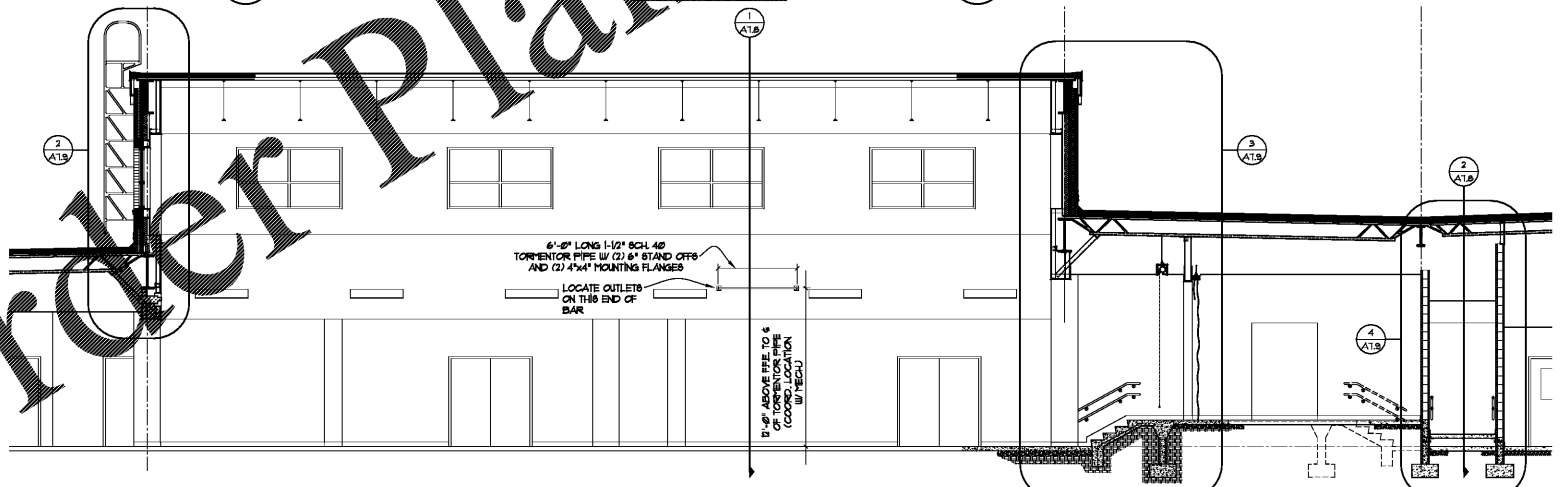 1
A7.8
2
A7.9
3
A7.9
2
A7.8
6'-0" LONG 1-1/2" SCH. 40
TORMENTOR PIPE W/ (2) 6" STAND OFFS
AND (2) 4"x4" MOUNTING FLANGES
LOCATE OUTLETS
ON THIS END OF
BAR
4
A7.9
12'-0" ABOVE F.F.E. TO ℄
OF TORMENTOR PIPE
(COORD. LOCATION
W/ MECH.)
rder Pla